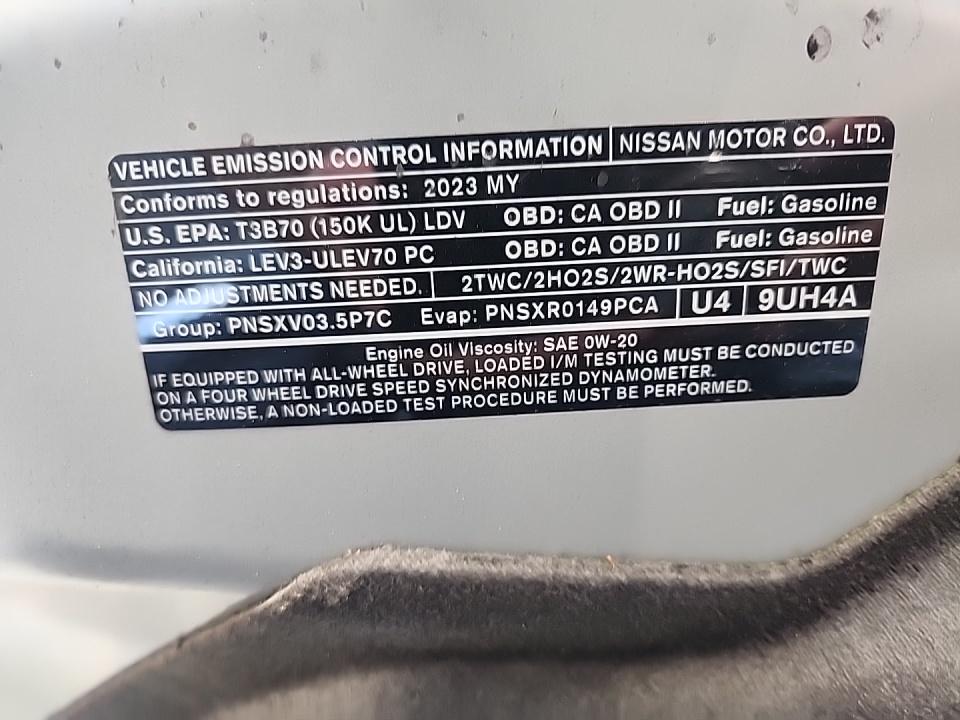 VEHICLE EMISSION CONTROL INFORMATION NISSAN MOTOR CO., LTD.
Conforms to regulations: 2023 MY
U.S. EPA: T3B70 (150K UL) LDV OBD: CA OBD II Fuel: Gasoline
California: LEV3-ULEV70 PC OBD: CA OBD II Fuel: Gasoline
NO ADJUSTMENTS NEEDED. 2TWC/2HO2S/2WR-HO2S/SFI/TWC
Group: PNSXV03.5P7C Evap: PNSXR0149PCA U4 9UH4A
Engine Oil Viscosity: SAE 0W-20
IF EQUIPPED WITH ALL-WHEEL DRIVE, LOADED I/M TESTING MUST BE CONDUCTED
ON A FOUR WHEEL DRIVE SPEED SYNCHRONIZED DYNAMOMETER.
OTHERWISE, A NON-LOADED TEST PROCEDURE MUST BE PERFORMED.